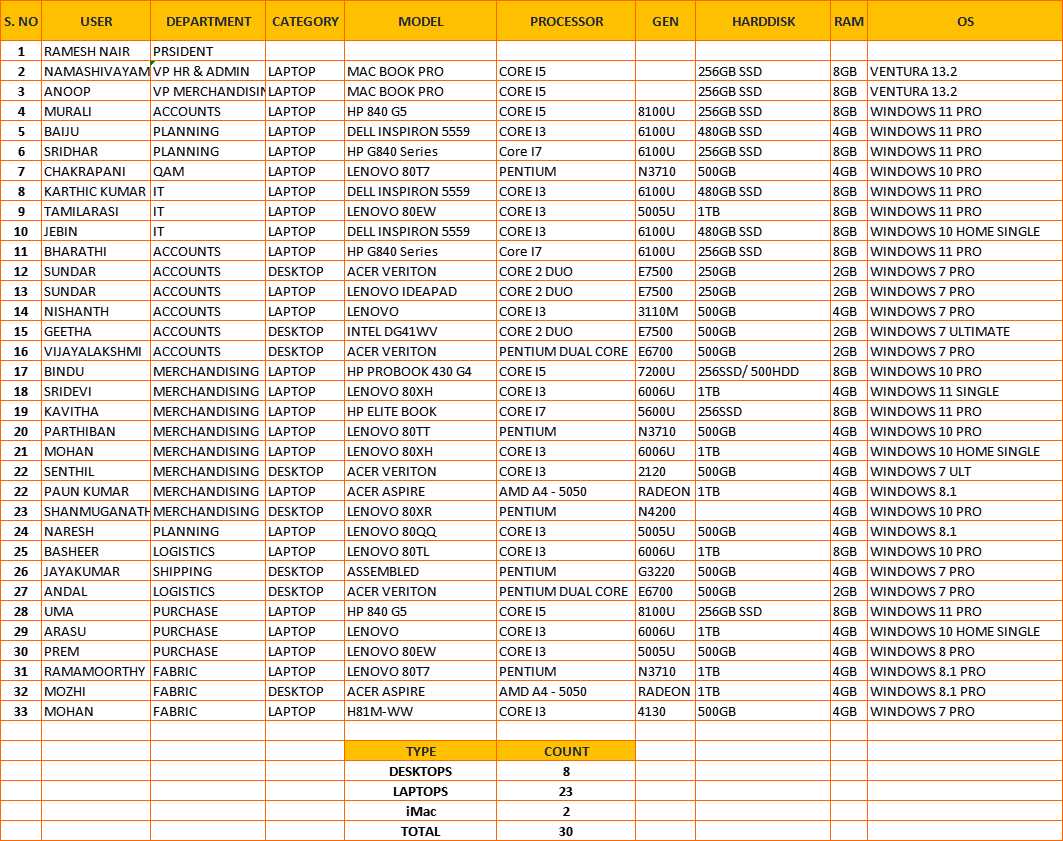 S. NO USER DEPARTMENT CATEGORY MODEL PROCESSOR GEN HARDDISK RAM OS
1 RAMESH NAIR PRSIDENT
2 NAMASHIVAYAM VP HR & ADMIN LAPTOP MAC BOOK PRO CORE I5 256GB SSD 8GB VENTURA 13.2
3 ANOOP VP MERCHANDISIN LAPTOP MAC BOOK PRO CORE I5 256GB SSD 8GB VENTURA 13.2
4 MURALI ACCOUNTS LAPTOP HP 840 G5 CORE I5 8100U 256GB SSD 8GB WINDOWS 11 PRO
5 BAIJU PLANNING LAPTOP DELL INSPIRON 5559 CORE I3 6100U 480GB SSD 4GB WINDOWS 11 PRO
6 SRIDHAR PLANNING LAPTOP HP G840 Series Core I7 6100U 256GB SSD 8GB WINDOWS 11 PRO
7 CHAKRAPANI QAM LAPTOP LENOVO 80T7 PENTIUM N3710 500GB 4GB WINDOWS 10 PRO
8 KARTHIC KUMAR IT LAPTOP DELL INSPIRON 5559 CORE I3 6100U 480GB SSD 8GB WINDOWS 11 PRO
9 TAMILARASI IT LAPTOP LENOVO 80EW CORE I3 5005U 1TB 8GB WINDOWS 11 PRO
10 JEBIN IT LAPTOP DELL INSPIRON 5559 CORE I3 6100U 480GB SSD 8GB WINDOWS 10 HOME SINGLE
11 BHARATHI ACCOUNTS LAPTOP HP G840 Series Core I7 6100U 256GB SSD 8GB WINDOWS 11 PRO
12 SUNDAR ACCOUNTS DESKTOP ACER VERITON CORE 2 DUO E7500 250GB 2GB WINDOWS 7 PRO
13 SUNDAR ACCOUNTS LAPTOP LENOVO IDEAPAD CORE 2 DUO E7500 250GB 2GB WINDOWS 7 PRO
14 NISHANTH ACCOUNTS LAPTOP LENOVO CORE I3 3110M 500GB 4GB WINDOWS 7 PRO
15 GEETHA ACCOUNTS DESKTOP INTEL DG41WV CORE 2 DUO E7500 500GB 2GB WINDOWS 7 ULTIMATE
16 VIJAYALAKSHMI ACCOUNTS DESKTOP ACER VERITON PENTIUM DUAL CORE E6700 500GB 2GB WINDOWS 7 PRO
17 BINDU MERCHANDISING LAPTOP HP PROBOOK 430 G4 CORE I5 7200U 256SSD/ 500HDD 8GB WINDOWS 10 PRO
18 SRIDEVI MERCHANDISING LAPTOP LENOVO 80XH CORE I3 6006U 1TB 4GB WINDOWS 11 SINGLE
19 KAVITHA MERCHANDISING LAPTOP HP ELITE BOOK CORE I7 5600U 256SSD 8GB WINDOWS 11 PRO
20 PARTHIBAN MERCHANDISING LAPTOP LENOVO 80TT PENTIUM N3710 500GB 4GB WINDOWS 10 PRO
21 MOHAN MERCHANDISING LAPTOP LENOVO 80XH CORE I3 6006U 1TB 4GB WINDOWS 10 HOME SINGLE
22 SENTHIL MERCHANDISING DESKTOP ACER VERITON CORE I3 2120 500GB 4GB WINDOWS 7 ULT
22 PAUN KUMAR MERCHANDISING LAPTOP ACER ASPIRE AMD A4 - 5050 RADEON 1TB 4GB WINDOWS 8.1
23 SHANMUGANATH MERCHANDISING DESKTOP LENOVO 80XR PENTIUM N4200 4GB WINDOWS 10 PRO
24 NARESH PLANNING LAPTOP LENOVO 80QQ CORE I3 5005U 500GB 4GB WINDOWS 8.1
25 BASHEER LOGISTICS LAPTOP LENOVO 80TL CORE I3 6006U 1TB 8GB WINDOWS 10 PRO
26 JAYAKUMAR SHIPPING DESKTOP ASSEMBLED PENTIUM G3220 500GB 4GB WINDOWS 7 PRO
27 ANDAL LOGISTICS DESKTOP ACER VERITON PENTIUM DUAL CORE E6700 500GB 2GB WINDOWS 7 PRO
28 UMA PURCHASE LAPTOP HP 840 G5 CORE I5 8100U 256GB SSD 8GB WINDOWS 11 PRO
29 ARASU PURCHASE LAPTOP LENOVO CORE I3 6006U 1TB 4GB WINDOWS 10 HOME SINGLE
30 PREM PURCHASE LAPTOP LENOVO 80EW CORE I3 5005U 500GB 4GB WINDOWS 8 PRO
31 RAMAMOORTHY FABRIC LAPTOP LENOVO 80T7 PENTIUM N3710 1TB 4GB WINDOWS 8.1 PRO
32 MOZHI FABRIC DESKTOP ACER ASPIRE AMD A4 - 5050 RADEON 1TB 4GB WINDOWS 8.1 PRO
33 MOHAN FABRIC LAPTOP H81M-WW CORE I3 4130 500GB 4GB WINDOWS 7 PRO
TYPE COUNT
DESKTOPS 8
LAPTOPS 23
iMac 2
TOTAL 30